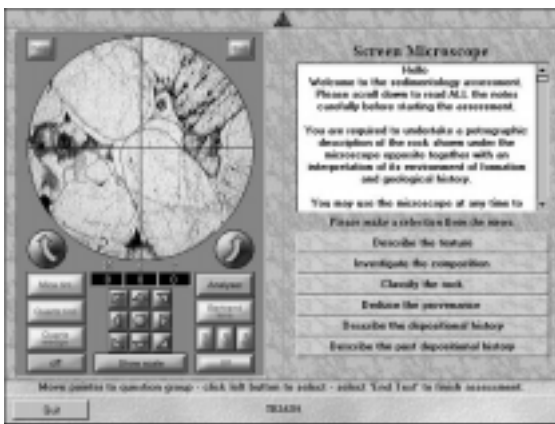 Screen Microscope
Hello
Welcome to the sedimentology assessment.
Please scroll down to read ALL the notes
carefully before starting the assessment.
You are required to undertake a petrographic
description of the rock shown under the
microscope opposite together with an
interpretation of its environment of formation
and geological history.
You may use the microscope at any time to
Please make a selection from the menu.
Describe the texture
Investigate the composition
Classify the rock
Deduce the provenance
Describe the depositional history
Describe the post depositional history
Analyser
Off
Show scale
Move pointer to question group - click left button to select - select 'End Test' to finish assessment.
Quit